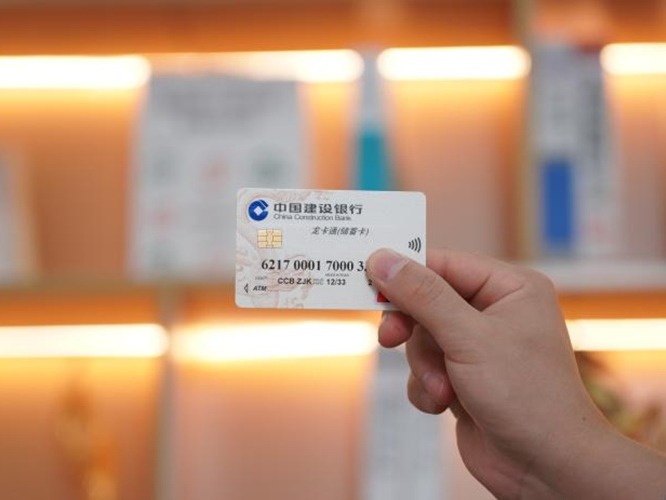 中国建设银行
China Construction Bank
龙卡通(储蓄卡)
6217 0001 7000 3
CCB ZJK 12/33 2
ATM